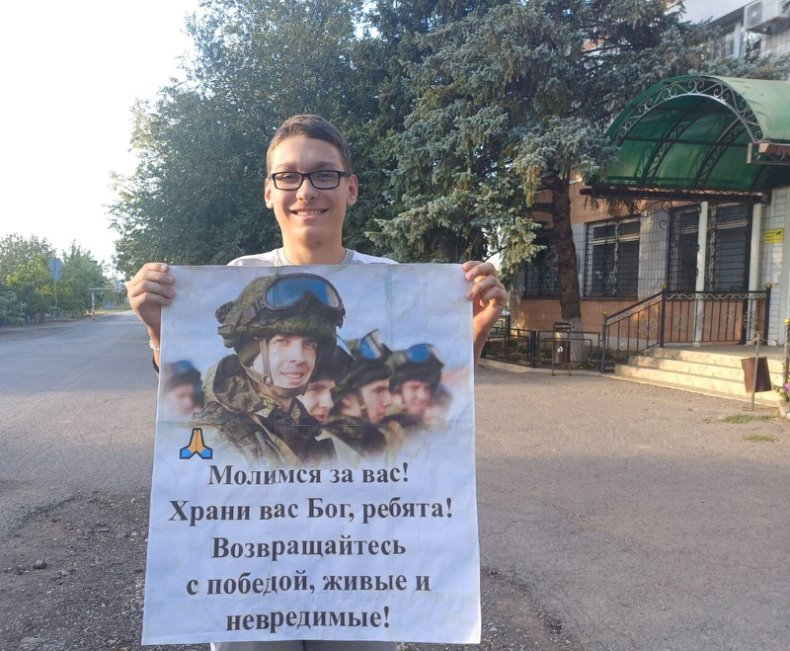 Молимся за вас!
Храни вас Бог, ребята!
Возвращайтесь
с победой, живые и
невредимые!